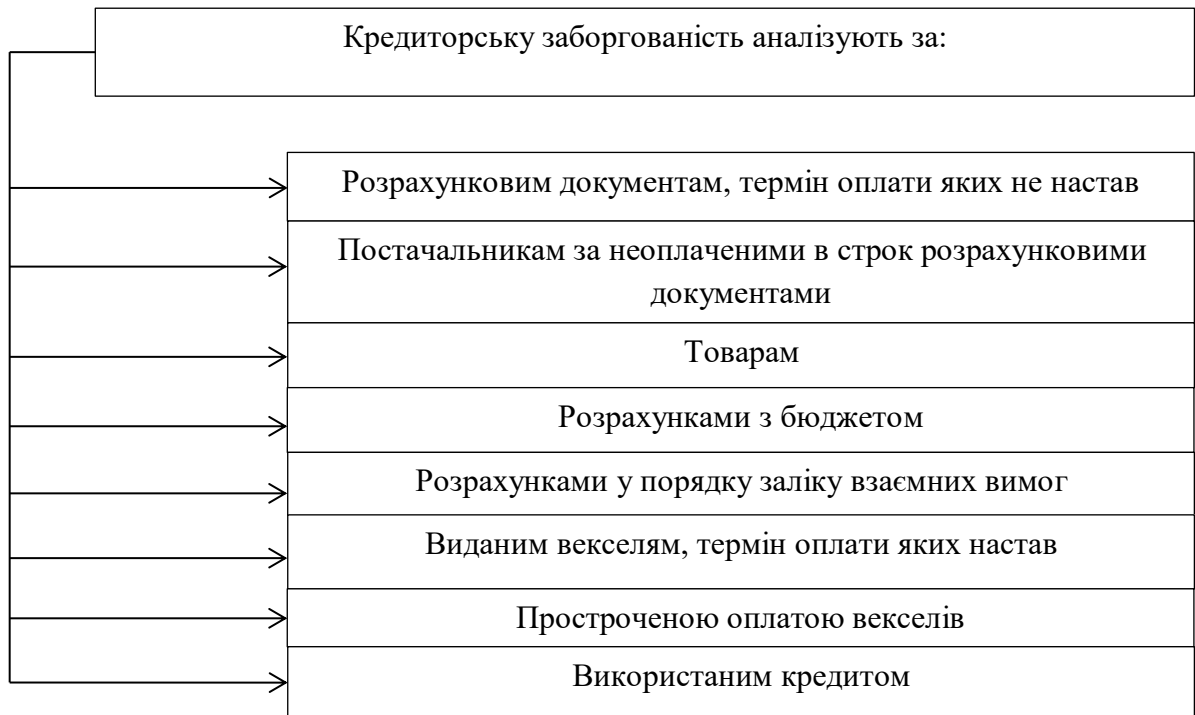 Кредиторську заборгованість аналізують за:
Розрахунковим документам, термін оплати яких не настав
Постачальникам за неоплаченими в строк розрахунковими
документами
Товарам
Розрахунками з бюджетом
Розрахунками у порядку заліку взаємних вимог
Виданим векселям, термін оплати яких настав
Простроченою оплатою векселів
Використаним кредитом